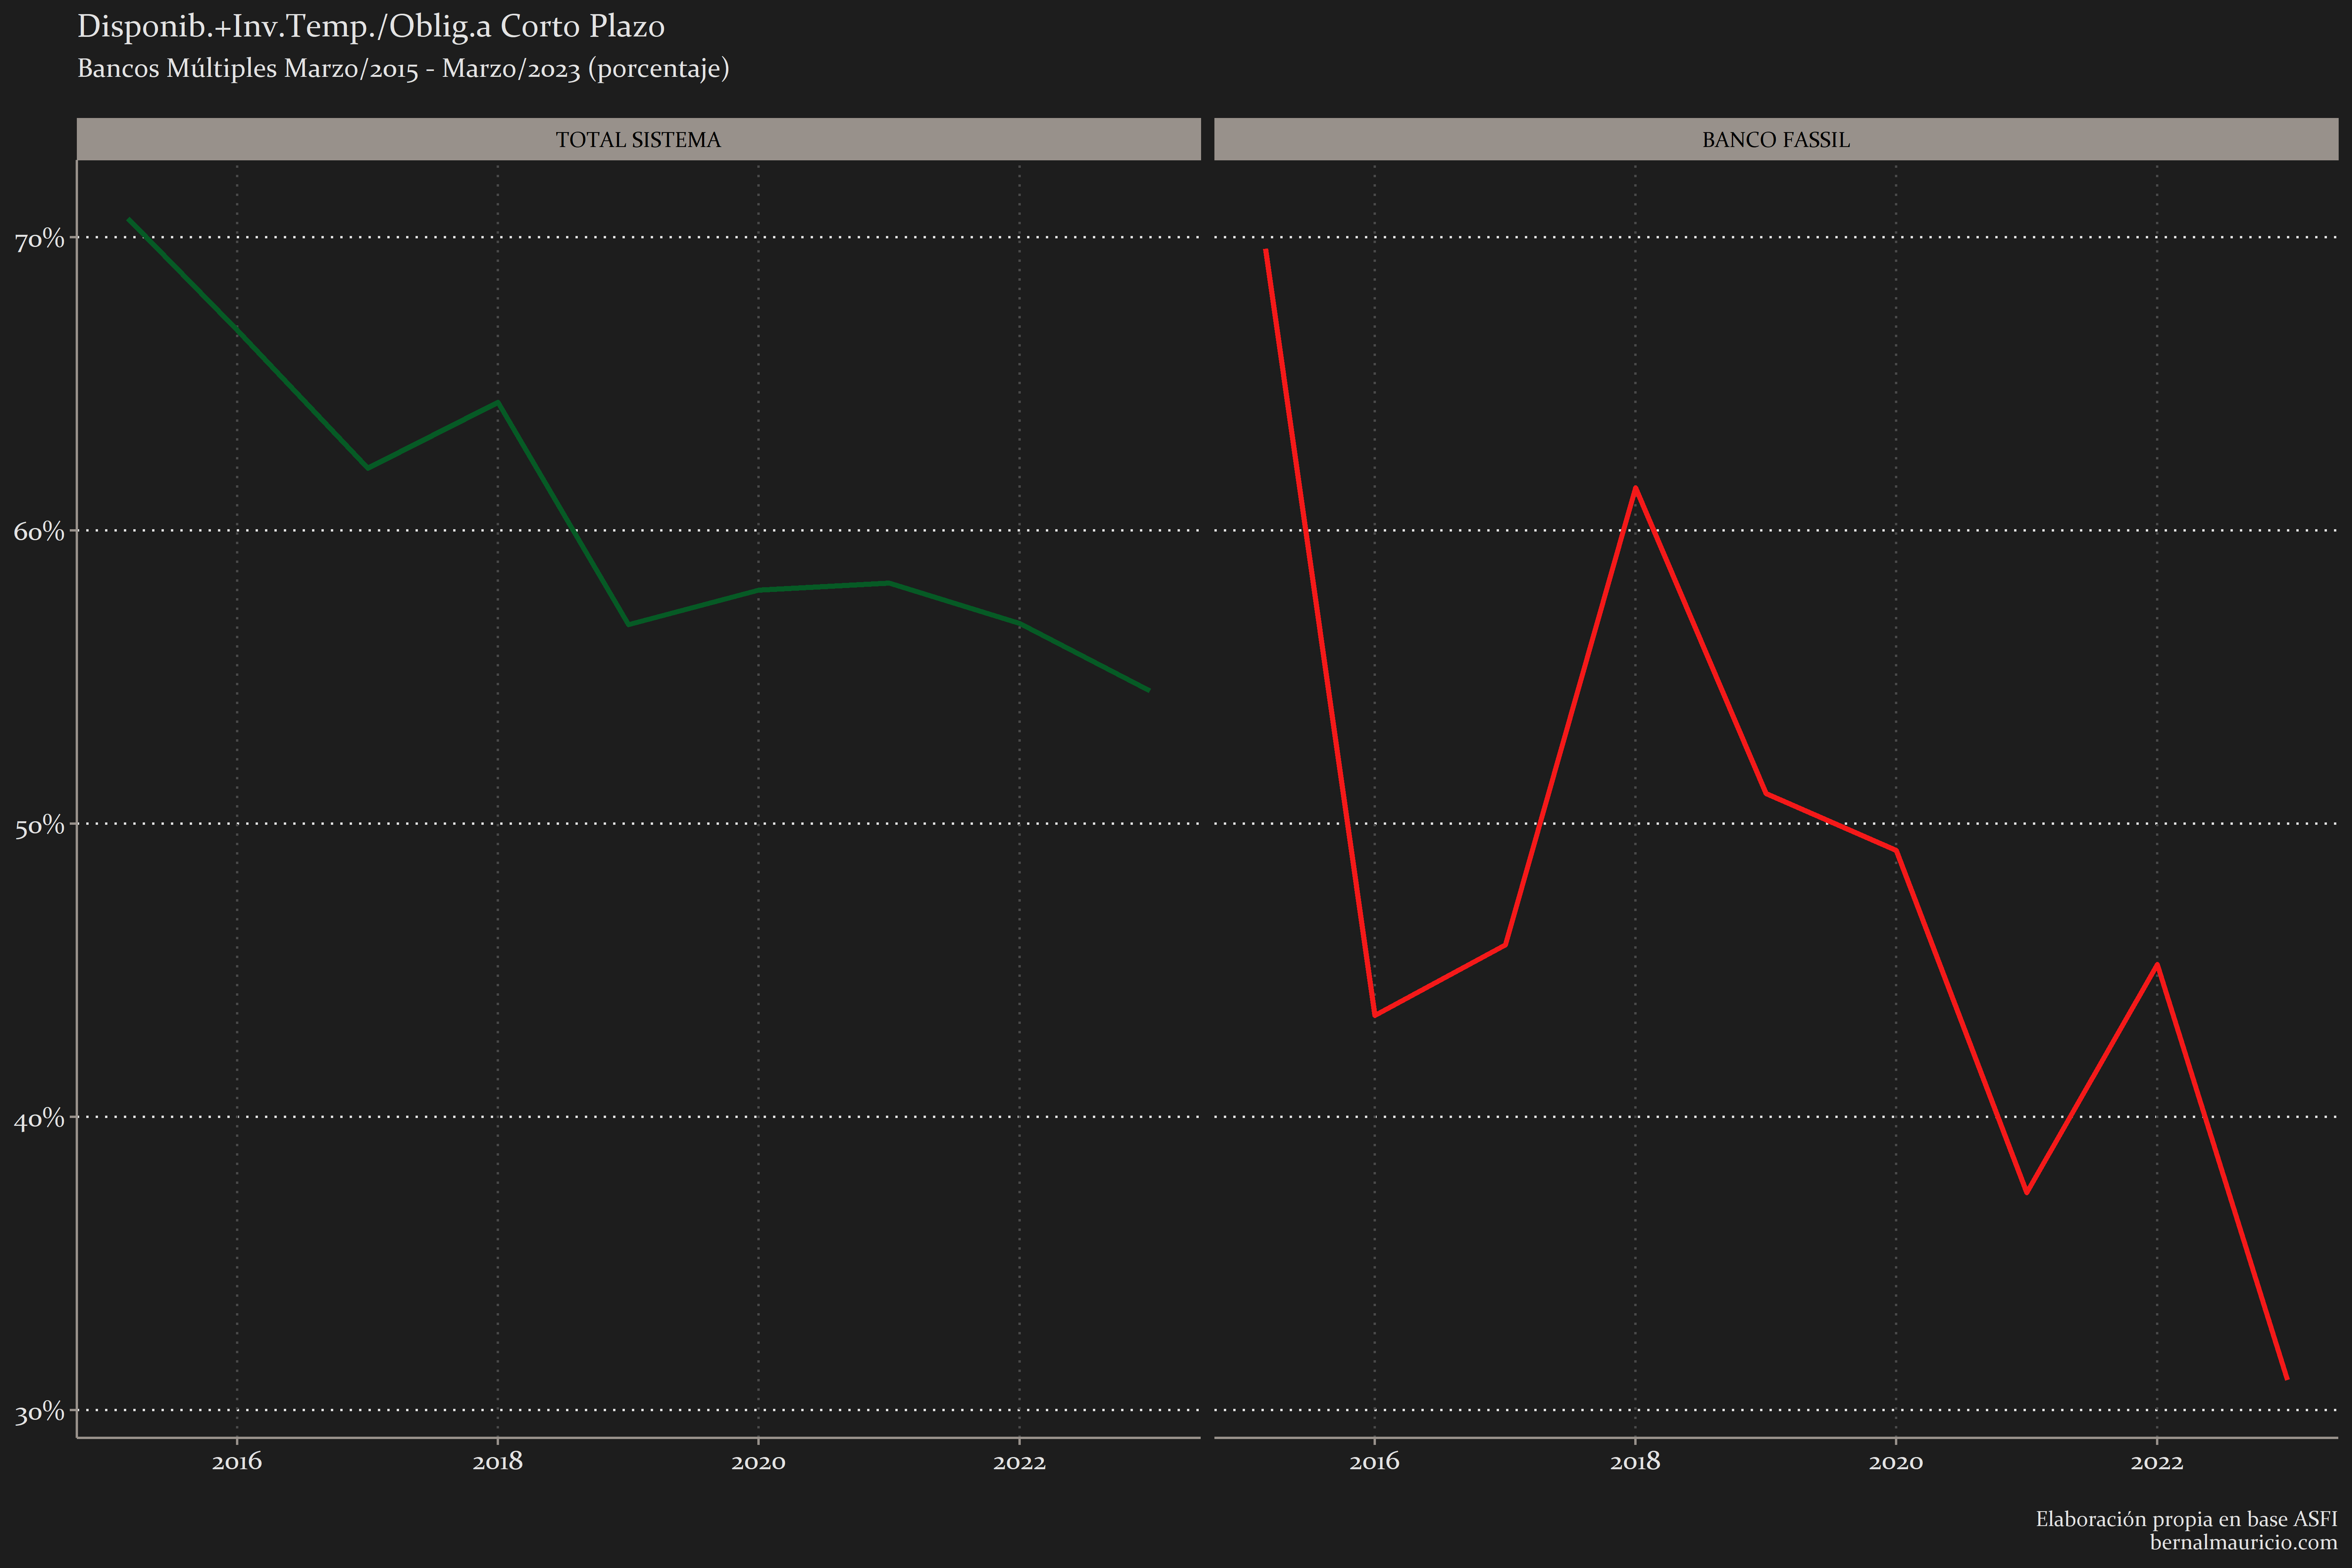 Disponib.+Inv.Temp./Oblig.a Corto Plazo
Bancos Múltiples Marzo/2015 - Marzo/2023 (porcentaje)
TOTAL SISTEMA
BANCO FASSIL
70%
60%
50%
40%
30%
2016
2018
2020
2022
2016
2018
2020
2022
Elaboración propia en base ASFI
bernalmauricio.com